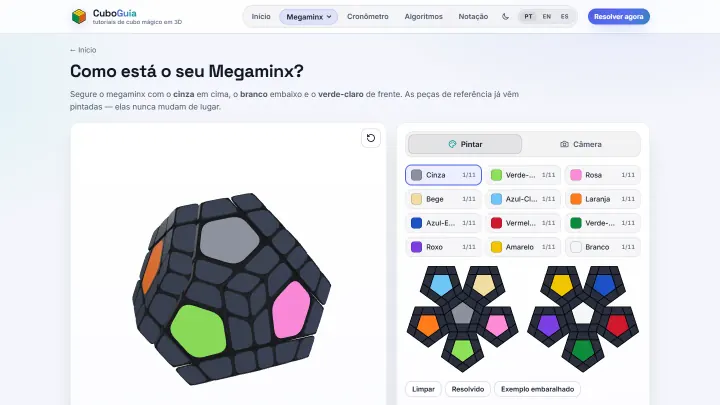 CuboGuia
tutoriais de cubo mágico em 3D
Início
Megaminx
Cronômetro
Algoritmos
Notação
PT
EN
ES
Resolver agora
← Início
Como está o seu Megaminx?
Segure o megaminx com o cinza em cima, o branco embaixo e o verde-claro de frente. As peças de referência já vêm
pintadas — elas nunca mudam de lugar.
Pintar
Câmera
Cinza 1/11
Verde-... 1/11
Rosa 1/11
Bege 1/11
Azul-Cl... 1/11
Laranja 1/11
Azul-E... 1/11
Vermel... 1/11
Verde-... 1/11
Roxo 1/11
Amarelo 1/11
Branco 1/11
Limpar
Resolvido
Exemplo embaralhado